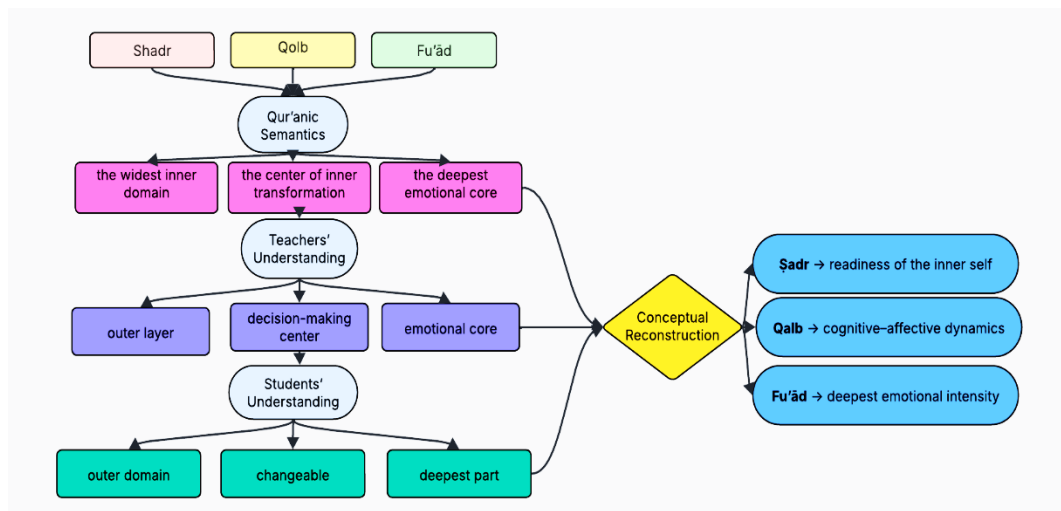 Shadr
Qolb
Fu'ād
Qur'anic
Semantics
the widest inner
domain
the center of inner
transformation
the deepest
emotional core
Teachers'
Understanding
outer layer
decision-making
center
emotional core
Students'
Understanding
outer domain
changeable
deepest part
Conceptual
Reconstruction
Ṣadr → readiness of the inner self
Qalb → cognitive–affective dynamics
Fu'ād → deepest emotional intensity